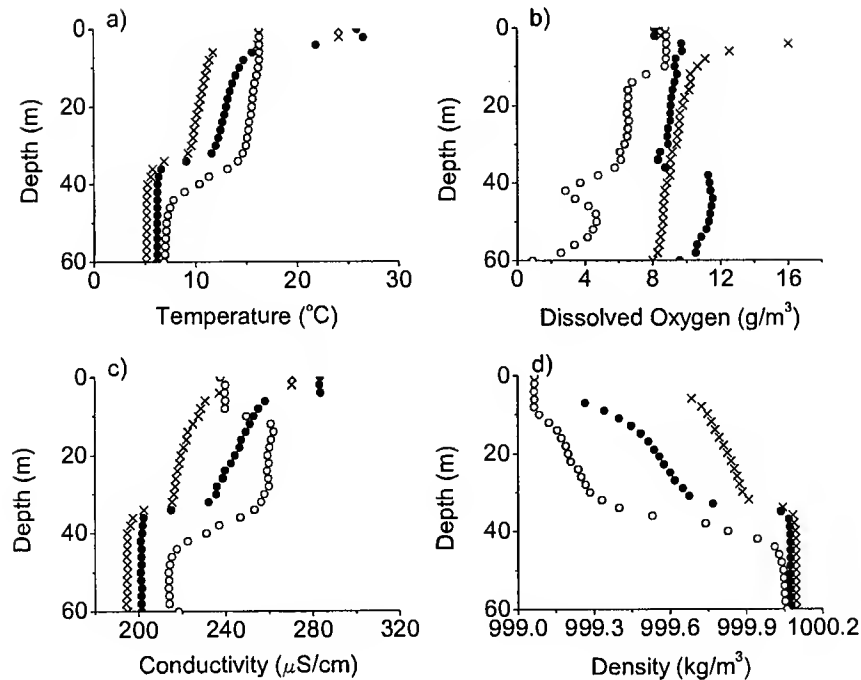 a)
0
20
40
60
Depth (m)
0
10
20
30
Temperature (°C)
b)
0
20
40
60
Depth (m)
0
4
8
12
16
Dissolved Oxygen (g/m³)
c)
0
20
40
60
Depth (m)
200
240
280
320
Conductivity (μS/cm)
d)
0
20
40
60
Depth (m)
999.0
999.3
999.6
999.9
1000.2
Density (kg/m³)